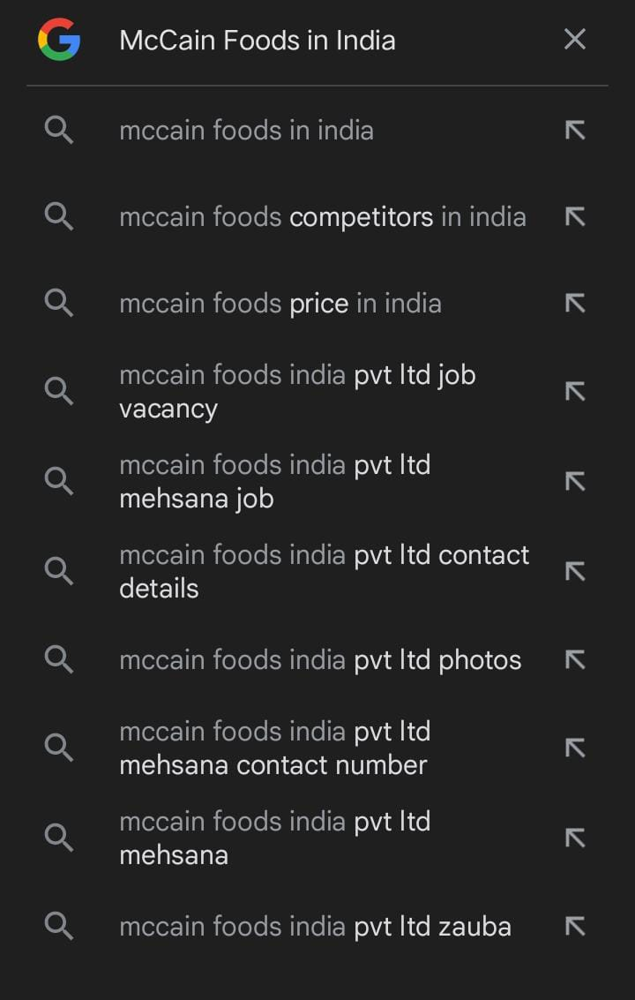 McCain Foods in India
mccain foods in india
mccain foods competitors in india
mccain foods price in india
mccain foods india pvt ltd job
vacancy
mccain foods india pvt ltd
mehsana job
mccain foods india pvt ltd contact
details
mccain foods india pvt ltd photos
mccain foods india pvt ltd
mehsana contact number
mccain foods india pvt ltd
mehsana
mccain foods india pvt ltd zauba